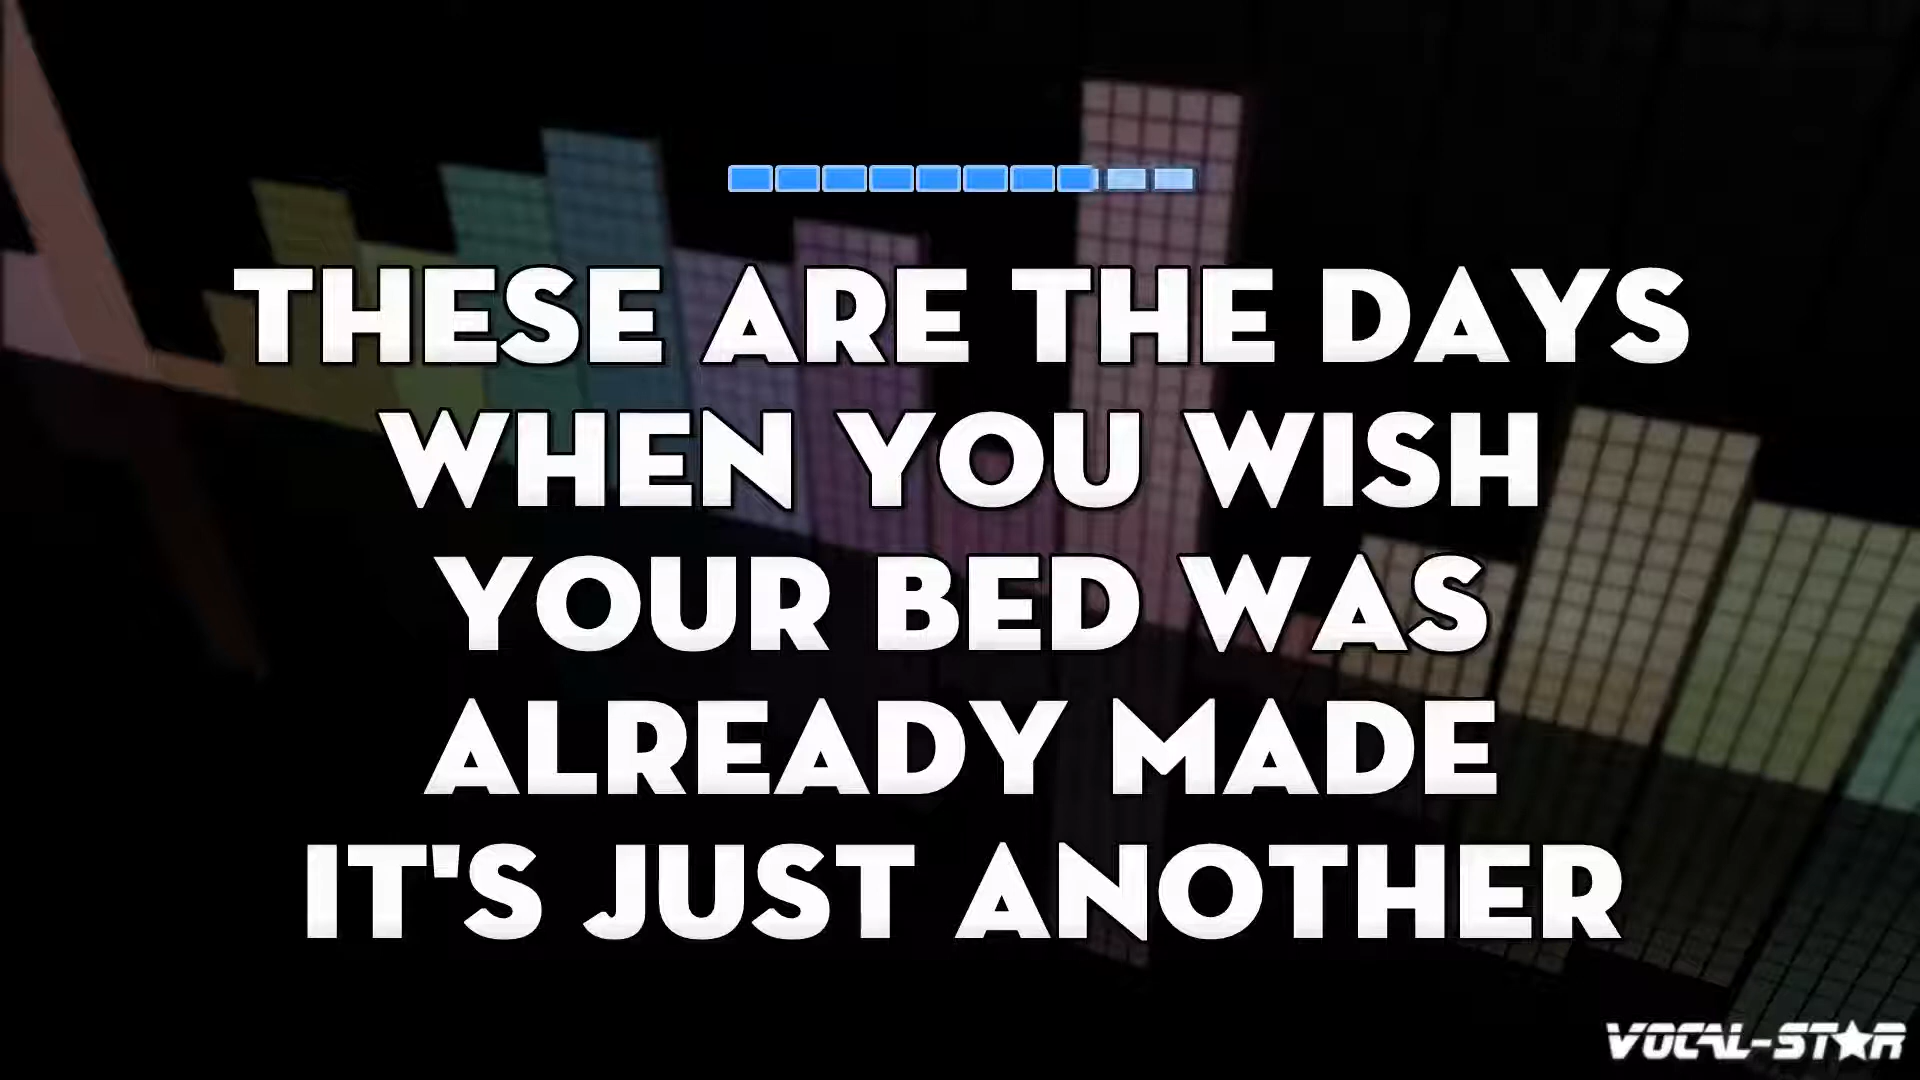 THESE ARE THE DAYS
WHEN YOU WISH
YOUR BED WAS
ALREADY MADE
IT'S JUST ANOTHER
VOCAL-STAR